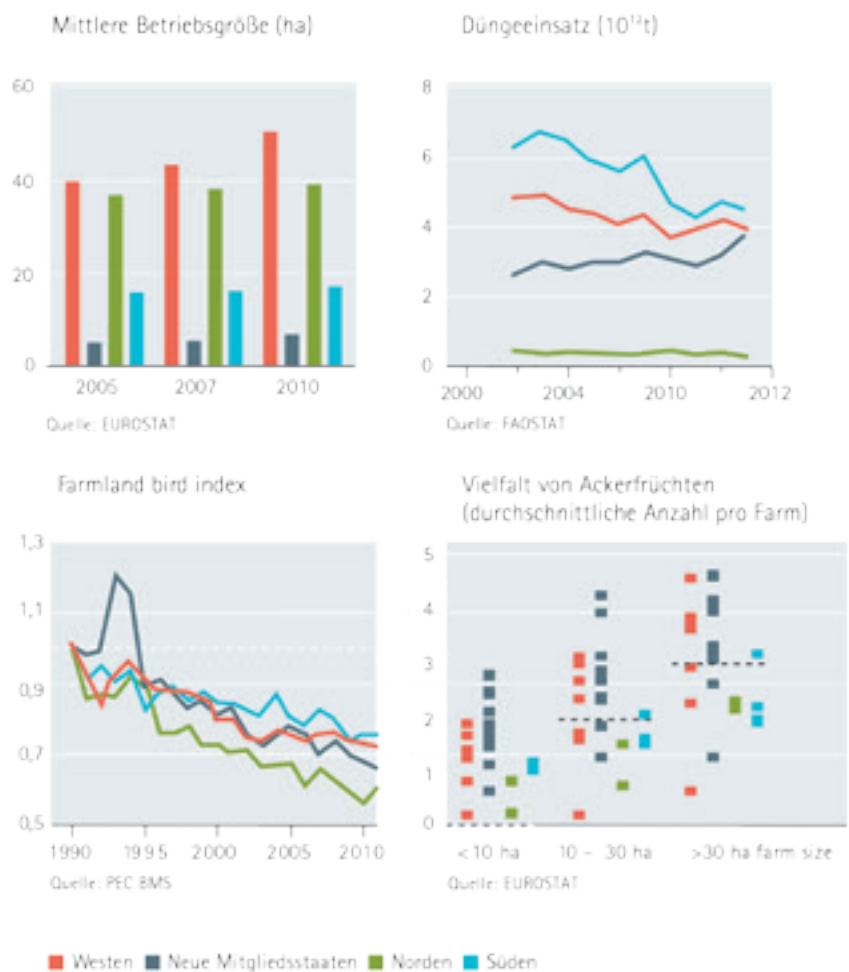 Mittlere Betriebsgröße (ha)
60
40
20
0
2005 2007 2010
Quelle: EUROSTAT
Düngeeinsatz (10¹²t)
8
6
4
2
0
2000 2004 2010 2012
Quelle: FAOSTAT
Farmland bird index
1,3
1,1
0,9
0,7
0,5
1990 1995 2000 2005 2010
Quelle: PEC BMS
Vielfalt von Ackerfrüchten
(durchschnittliche Anzahl pro Farm)
5
4
3
2
1
0
<10 ha 10 – 30 ha >30 ha farm size
Quelle: EUROSTAT
Westen Neue Mitgliedsstaaten Norden Süden